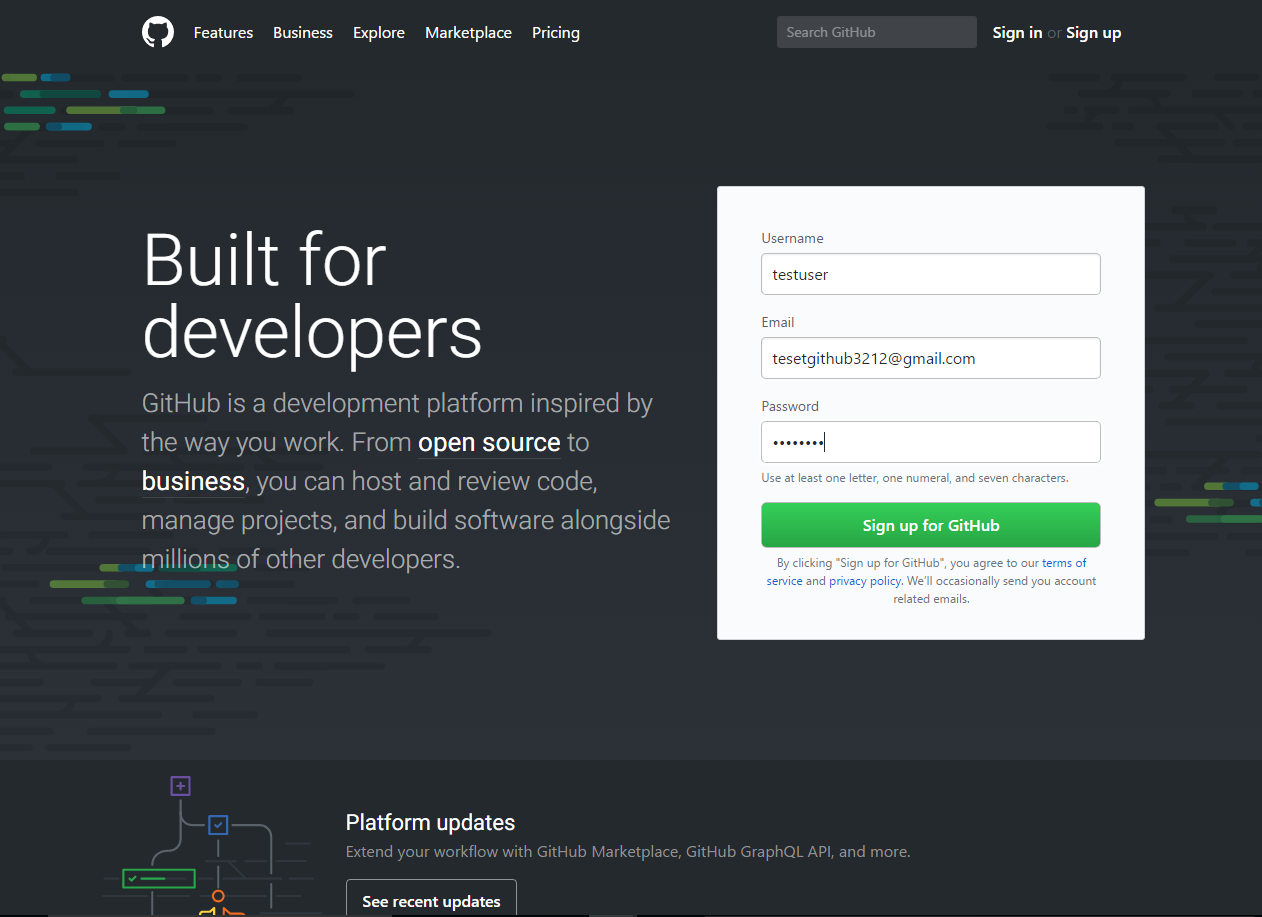 Features Business Explore Marketplace Pricing Search GitHub Sign in or Sign up
Built for
developers
GitHub is a development platform inspired by
the way you work. From open source to
business, you can host and review code,
manage projects, and build software alongside
millions of other developers.
Username
testuser
Email
tesetgithub3212@gmail.com
Password
••••••••
Use at least one letter, one numeral, and seven characters.
Sign up for GitHub
By clicking "Sign up for GitHub", you agree to our terms of
service and privacy policy. We’ll occasionally send you account
related emails.
Platform updates
Extend your workflow with GitHub Marketplace, GitHub GraphQL API, and more.
See recent updates